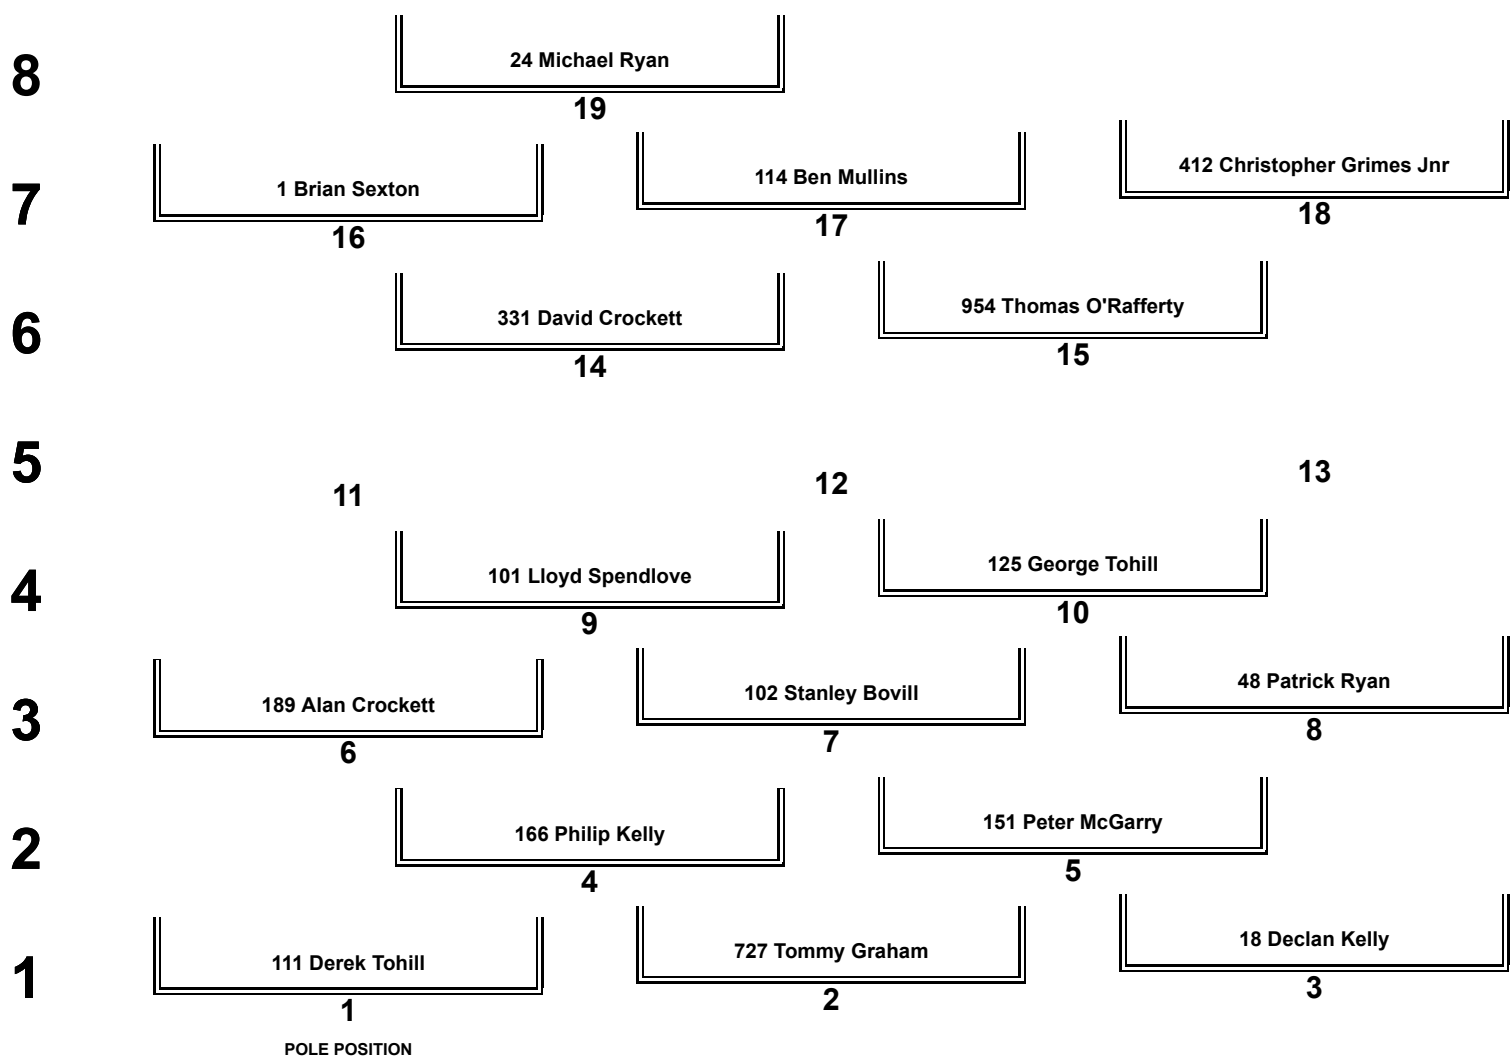 8
24 Michael Ryan
19
7
1 Brian Sexton
114 Ben Mullins
412 Christopher Grimes Jnr
16
17
18
6
331 David Crockett
954 Thomas O'Rafferty
14
15
5
11
12
13
4
101 Lloyd Spendlove
125 George Tohill
9
10
3
189 Alan Crockett
102 Stanley Bovill
48 Patrick Ryan
6
7
8
2
166 Philip Kelly
151 Peter McGarry
4
5
1
111 Derek Tohill
727 Tommy Graham
18 Declan Kelly
1
2
3
POLE POSITION